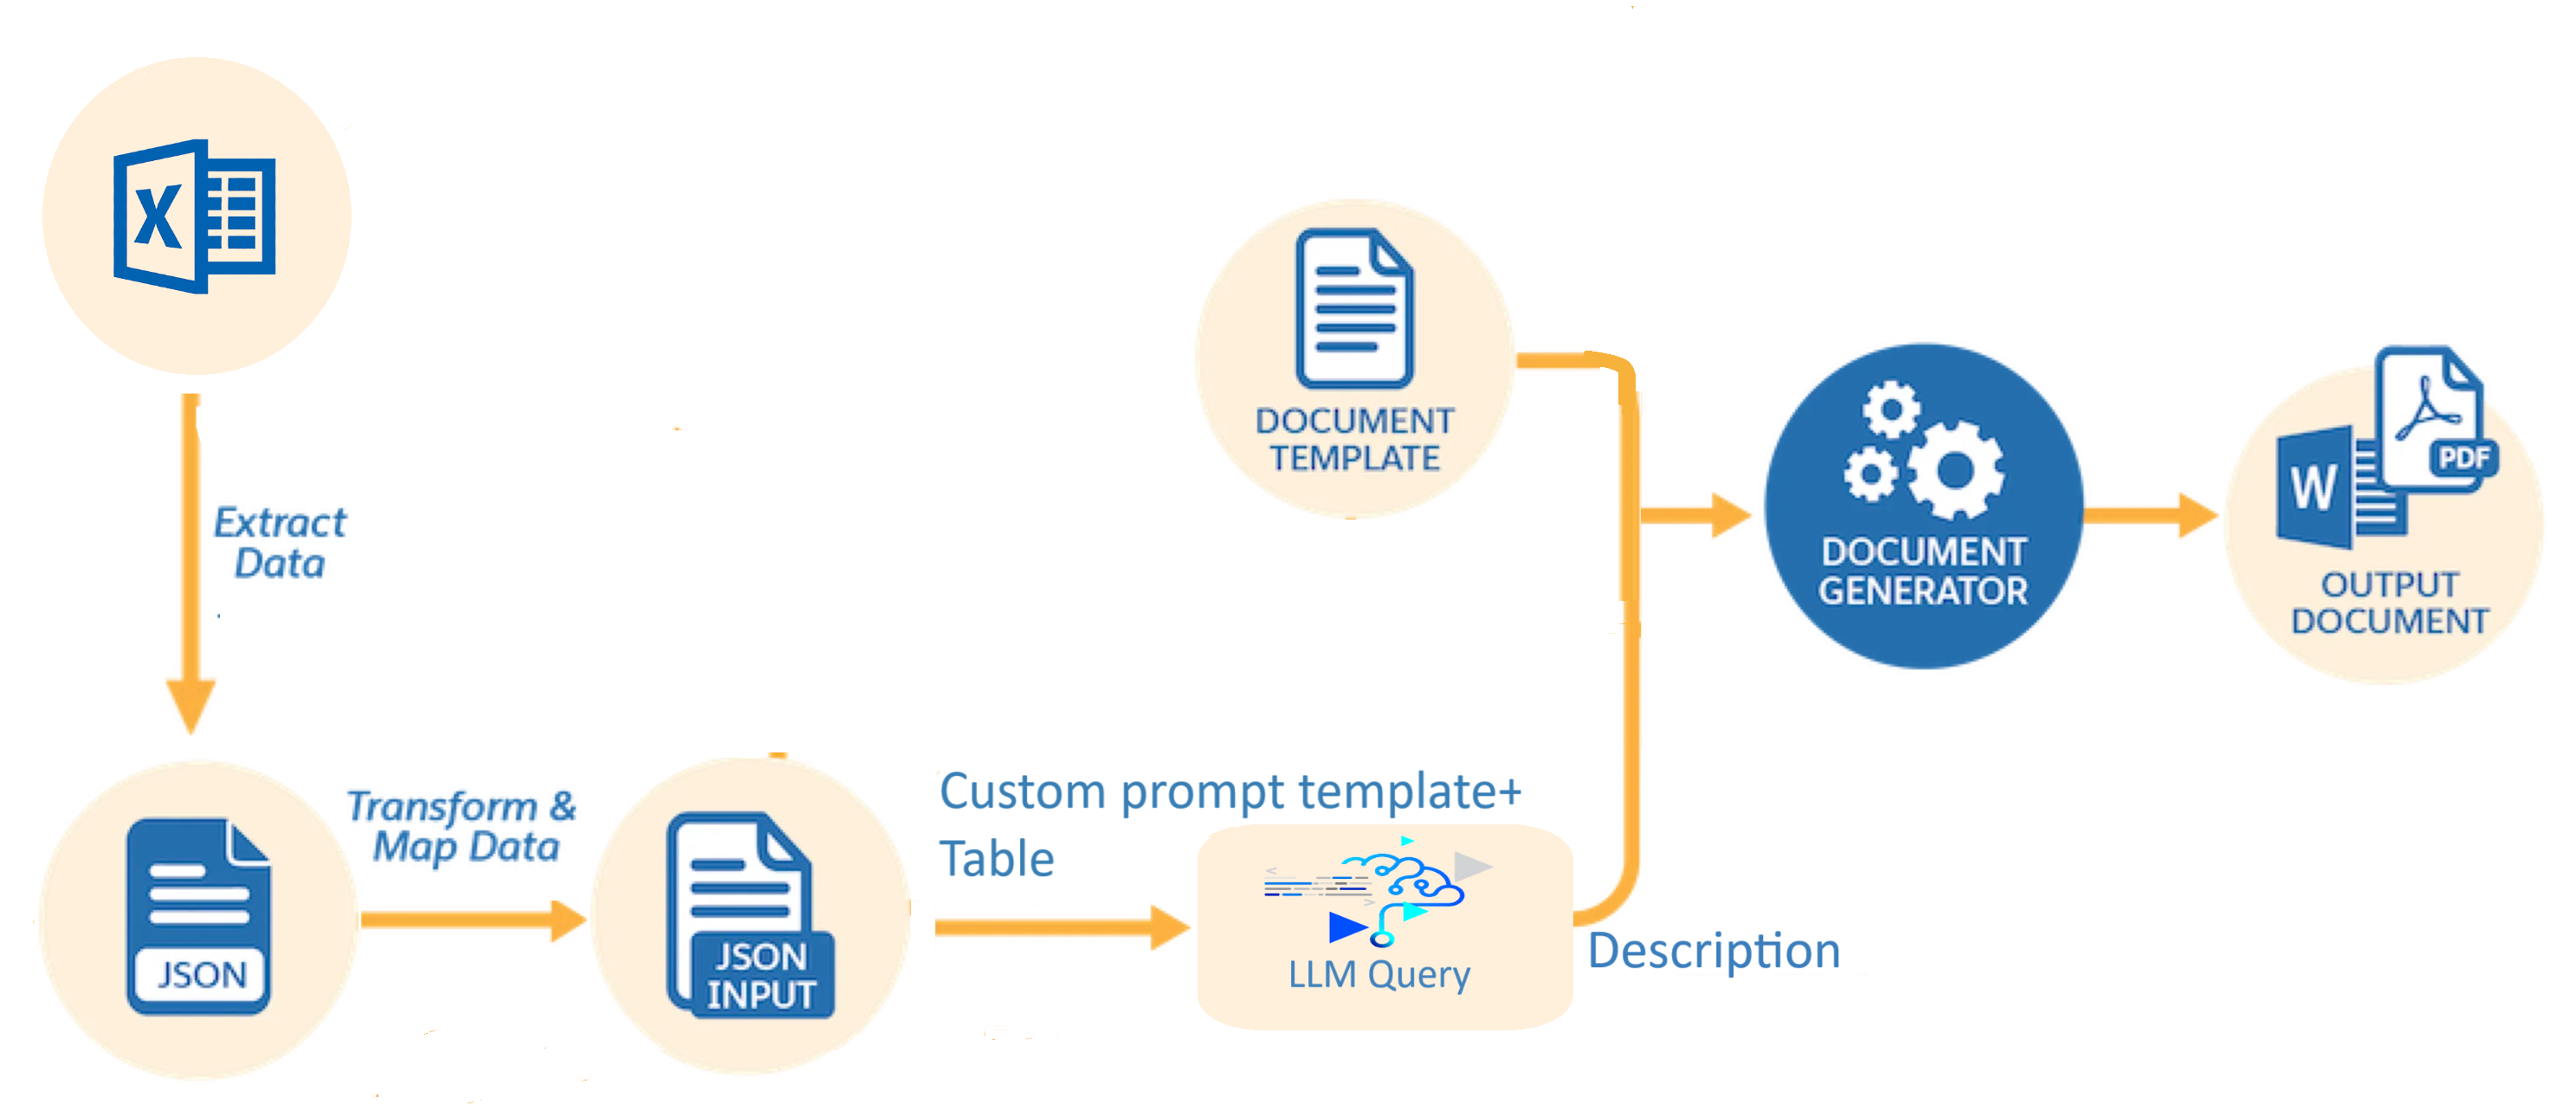 X
Extract
Data
JSON
Transform &
Map Data
JSON
INPUT
Custom prompt template+
Table
<
>
LLM Query
Description
DOCUMENT
TEMPLATE
DOCUMENT
GENERATOR
W
PDF
OUTPUT
DOCUMENT